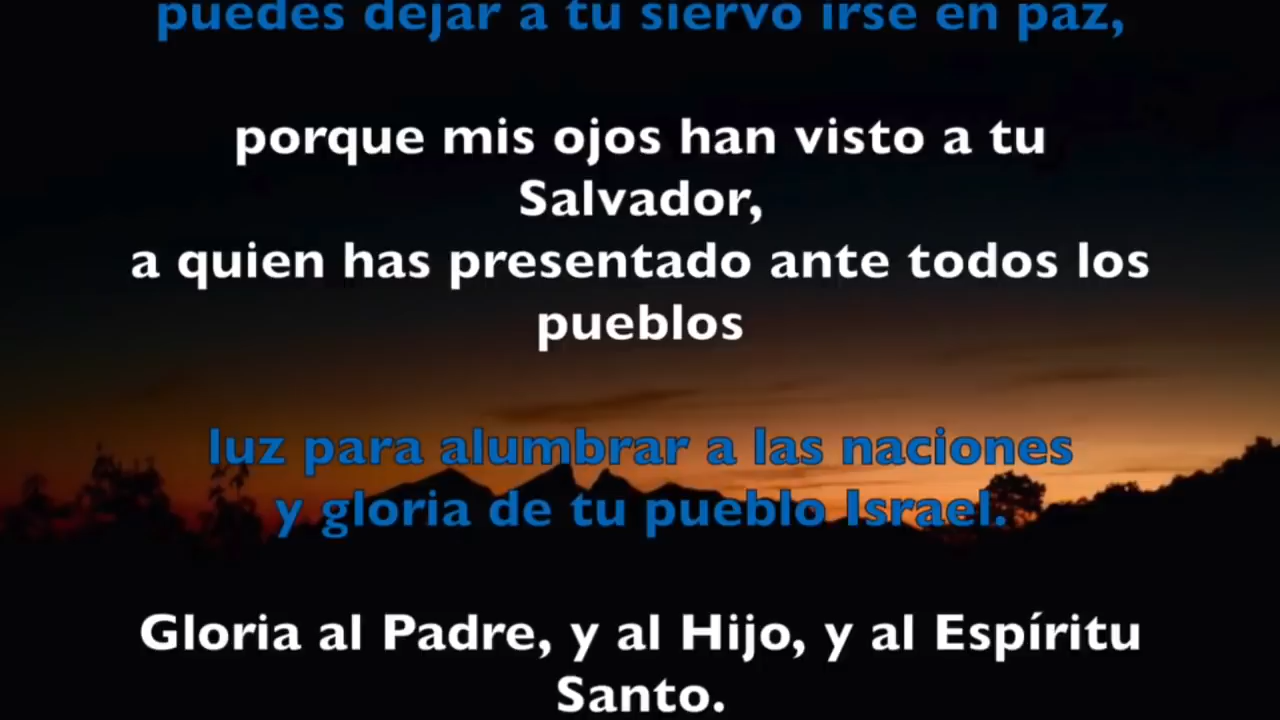 puedes dejar a tu siervo irse en paz,
porque mis ojos han visto a tu
Salvador,
a quien has presentado ante todos los
pueblos
luz para alumbrar a las naciones
y gloria de tu pueblo Israel.
Gloria al Padre, y al Hijo, y al Espíritu
Santo.